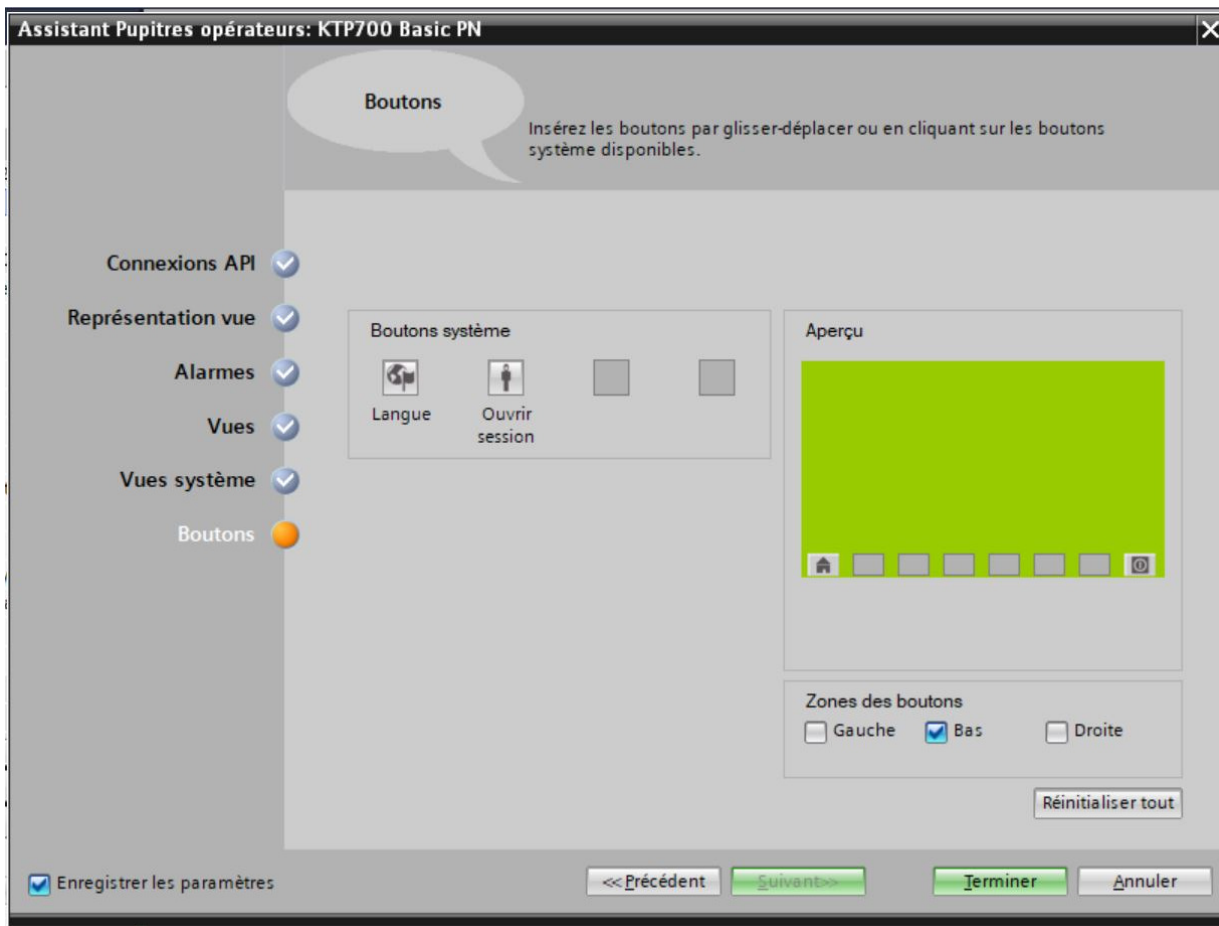 Assistant Pupitres opérateurs: KTP700 Basic PN
Boutons
Insérez les boutons par glisser-déplacer ou en cliquant sur les boutons
système disponibles.
Connexions API
Représentation vue
Alarmes
Vues
Vues système
Boutons
Boutons système
Langue
Ouvrir
session
Aperçu
Zones des boutons
Gauche
Bas
Droite
Réinitialiser tout
Enregistrer les paramètres
<<Précédent
Suivant>>
Terminer
Annuler